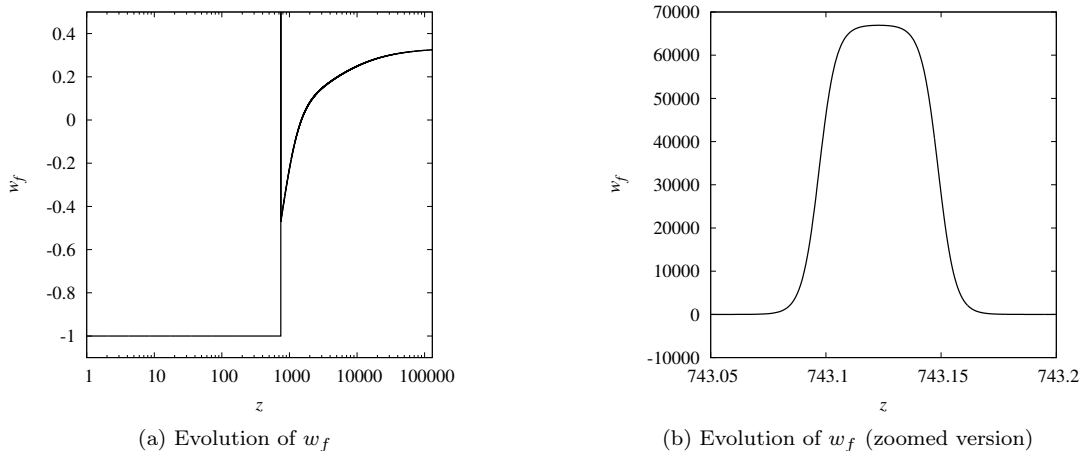 0.4
0.2
0
-0.2
-0.4
-0.6
-0.8
-1
w_f
1 10 100 1000 10000 100000
z
(a) Evolution of w_f
70000
60000
50000
40000
30000
20000
10000
0
-10000
w_f
743.05 743.1 743.15 743.2
z
(b) Evolution of w_f (zoomed version)